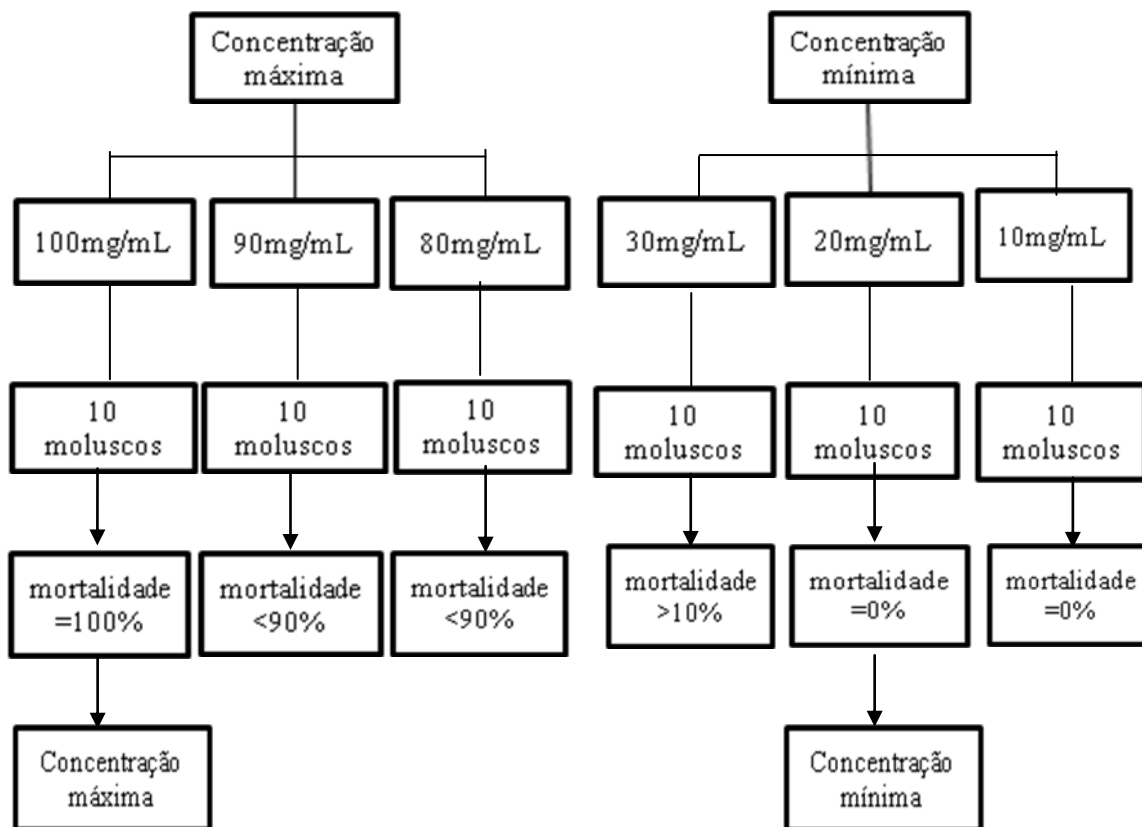 Concentração
máxima
Concentração
mínima
100mg/mL
90mg/mL
80mg/mL
30mg/mL
20mg/mL
10mg/mL
10
moluscos
10
moluscos
10
moluscos
10
moluscos
10
moluscos
10
moluscos
mortalidade
=100%
mortalidade
<90%
mortalidade
<90%
mortalidade
>10%
mortalidade
=0%
mortalidade
=0%
Concentração
máxima
Concentração
mínima